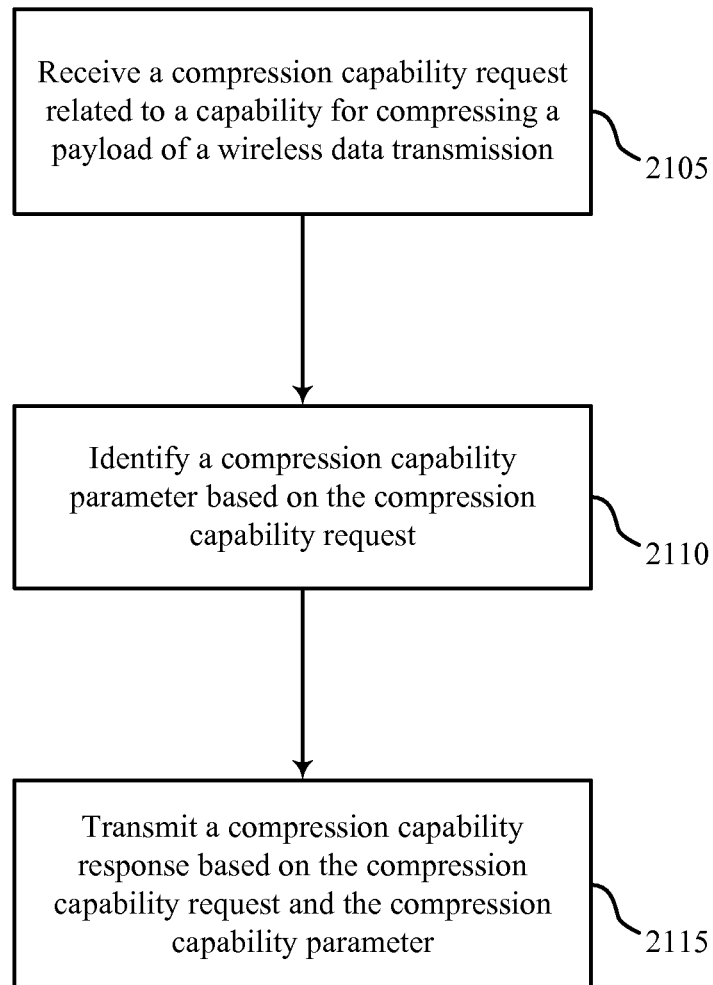 Receive a compression capability request
related to a capability for compressing a
payload of a wireless data transmission
2105
Identify a compression capability
parameter based on the compression
capability request
2110
Transmit a compression capability
response based on the compression
capability request and the compression
capability parameter
2115